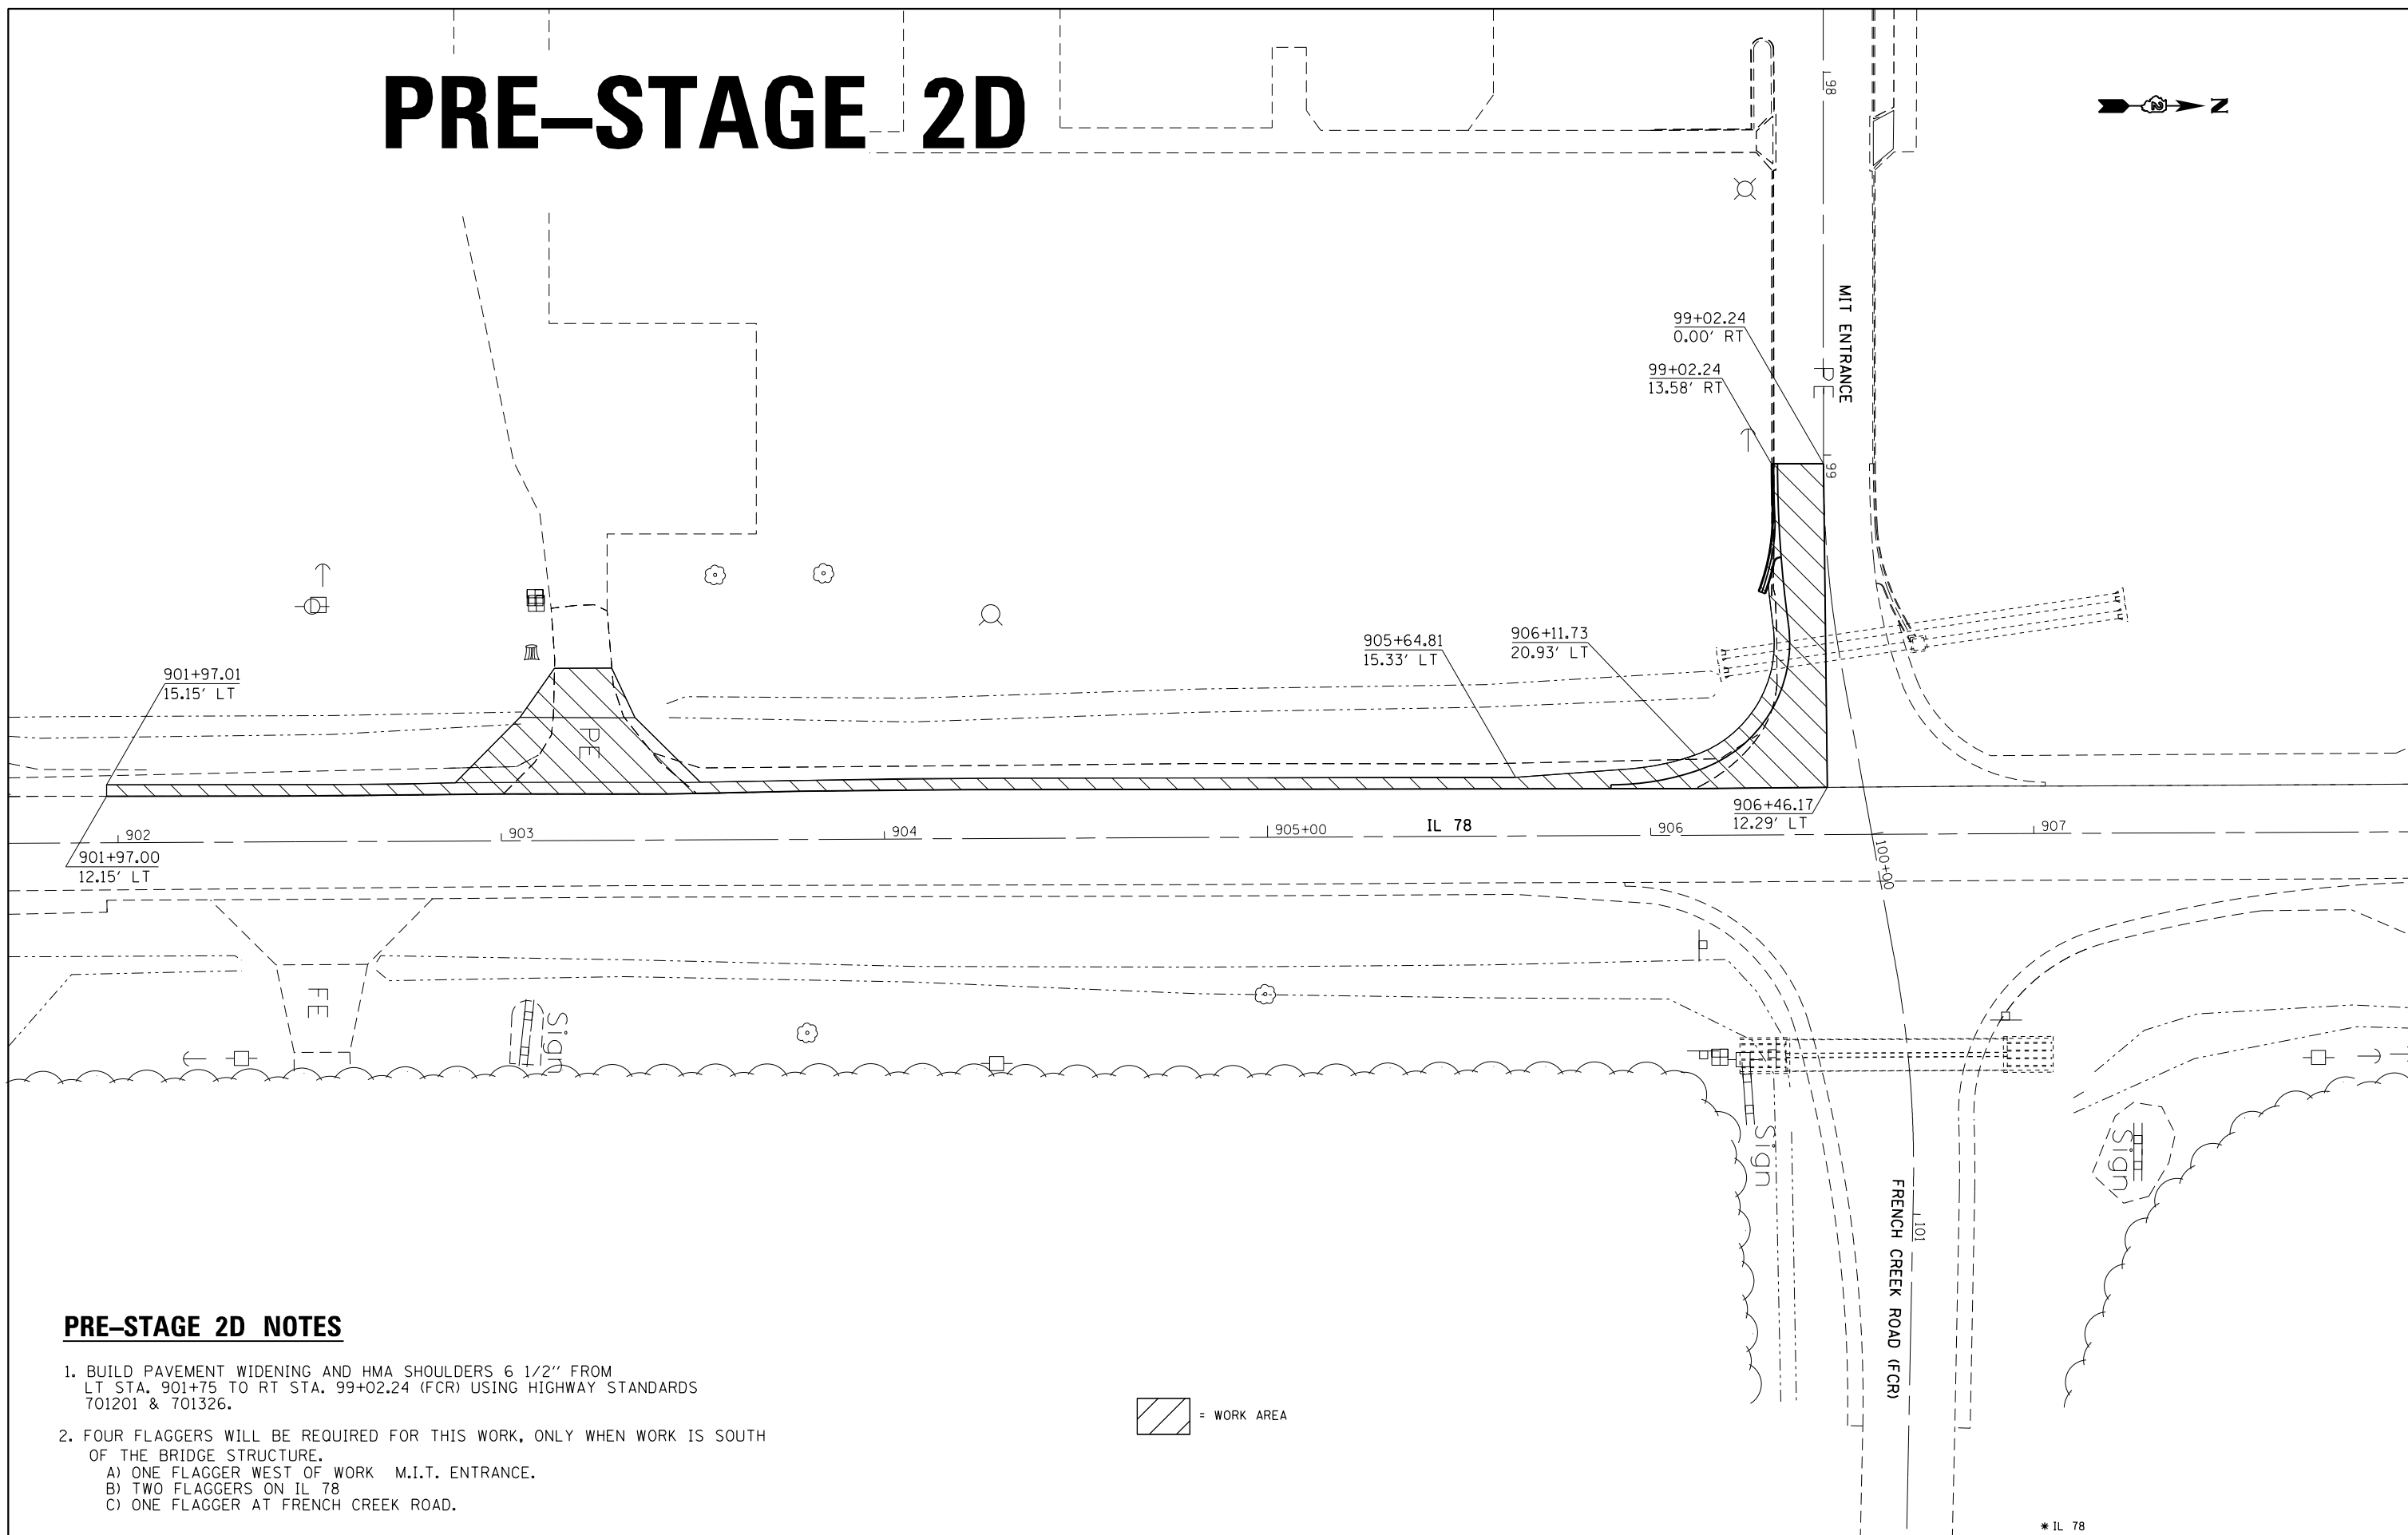 PRE–STAGE 2D
98
N
MIT ENTRANCE
99+02.24
0.00' RT
99+02.24
13.58' RT
PE
99
905+64.81
15.33' LT
906+11.73
20.93' LT
901+97.01
15.15' LT
PE
906+46.17
12.29' LT
902
903
904
905+00
IL 78
906
907
901+97.00
12.15' LT
100+00
FE
Sign
Sign
Sign
FRENCH CREEK ROAD (FCR)
101
PRE–STAGE 2D NOTES
1. BUILD PAVEMENT WIDENING AND HMA SHOULDERS 6 1/2'' FROM
LT STA. 901+75 TO RT STA. 99+02.24 (FCR) USING HIGHWAY STANDARDS
701201 & 701326.
2. FOUR FLAGGERS WILL BE REQUIRED FOR THIS WORK, ONLY WHEN WORK IS SOUTH
OF THE BRIDGE STRUCTURE.
A) ONE FLAGGER WEST OF WORK M.I.T. ENTRANCE.
B) TWO FLAGGERS ON IL 78
C) ONE FLAGGER AT FRENCH CREEK ROAD.
= WORK AREA
* IL 78